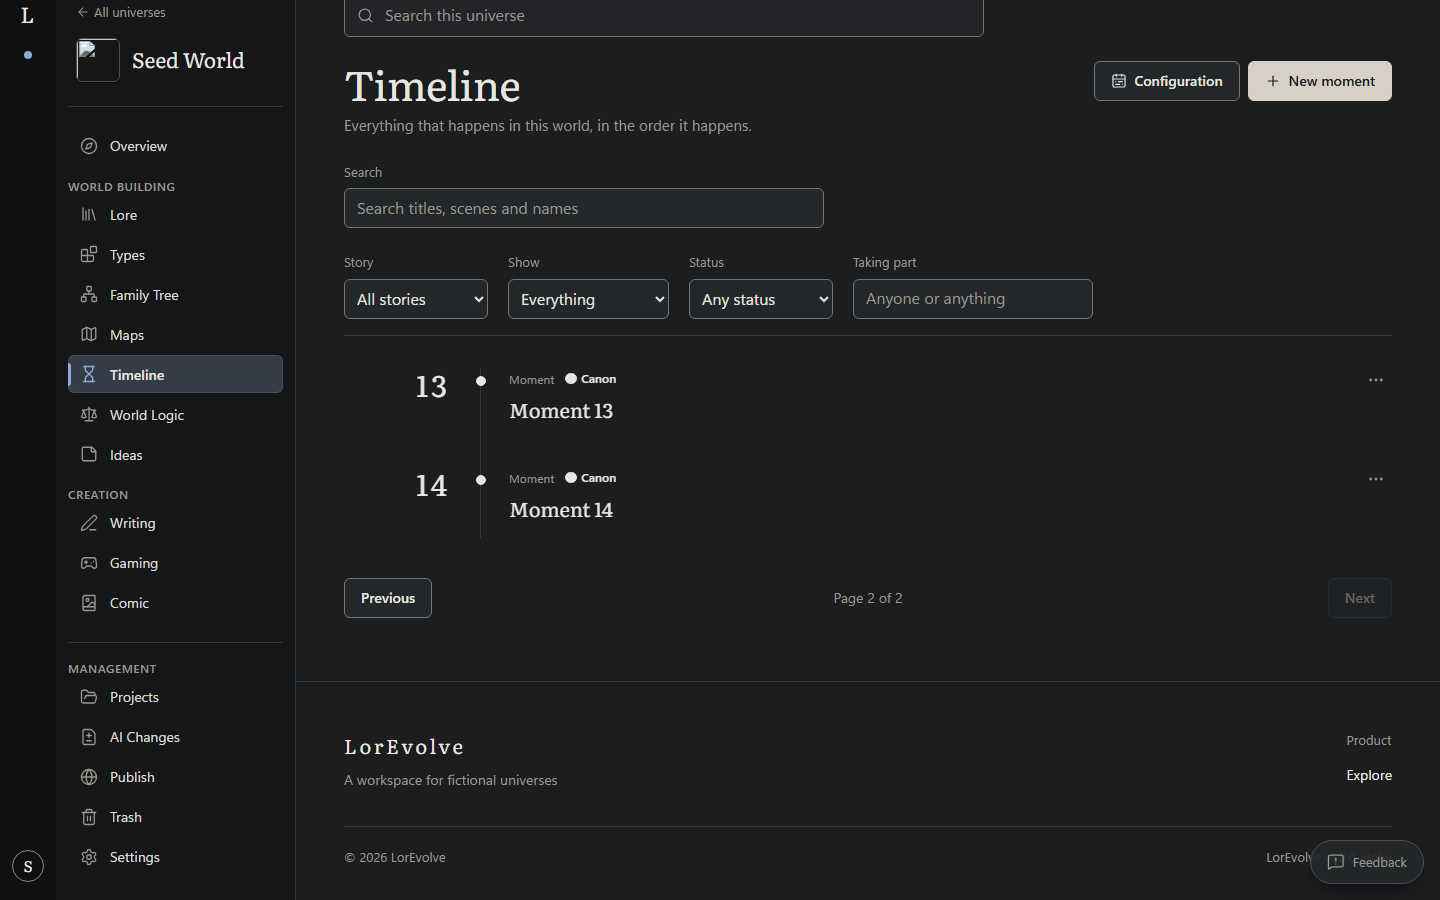 L
All universes
Seed World
Overview
WORLD BUILDING
Lore
Types
Family Tree
Maps
Timeline
World Logic
Ideas
CREATION
Writing
Gaming
Comic
MANAGEMENT
Projects
AI Changes
Publish
Trash
Settings
S
Search this universe
Timeline
Configuration
New moment
Everything that happens in this world, in the order it happens.
Search
Search titles, scenes and names
Story
Show
Status
Taking part
All stories
Everything
Any status
Anyone or anything
13
Moment
Canon
Moment 13
14
Moment
Canon
Moment 14
Previous
Page 2 of 2
Next
LorEvolve
A workspace for fictional universes
Product
Explore
© 2026 LorEvolve
Feedback